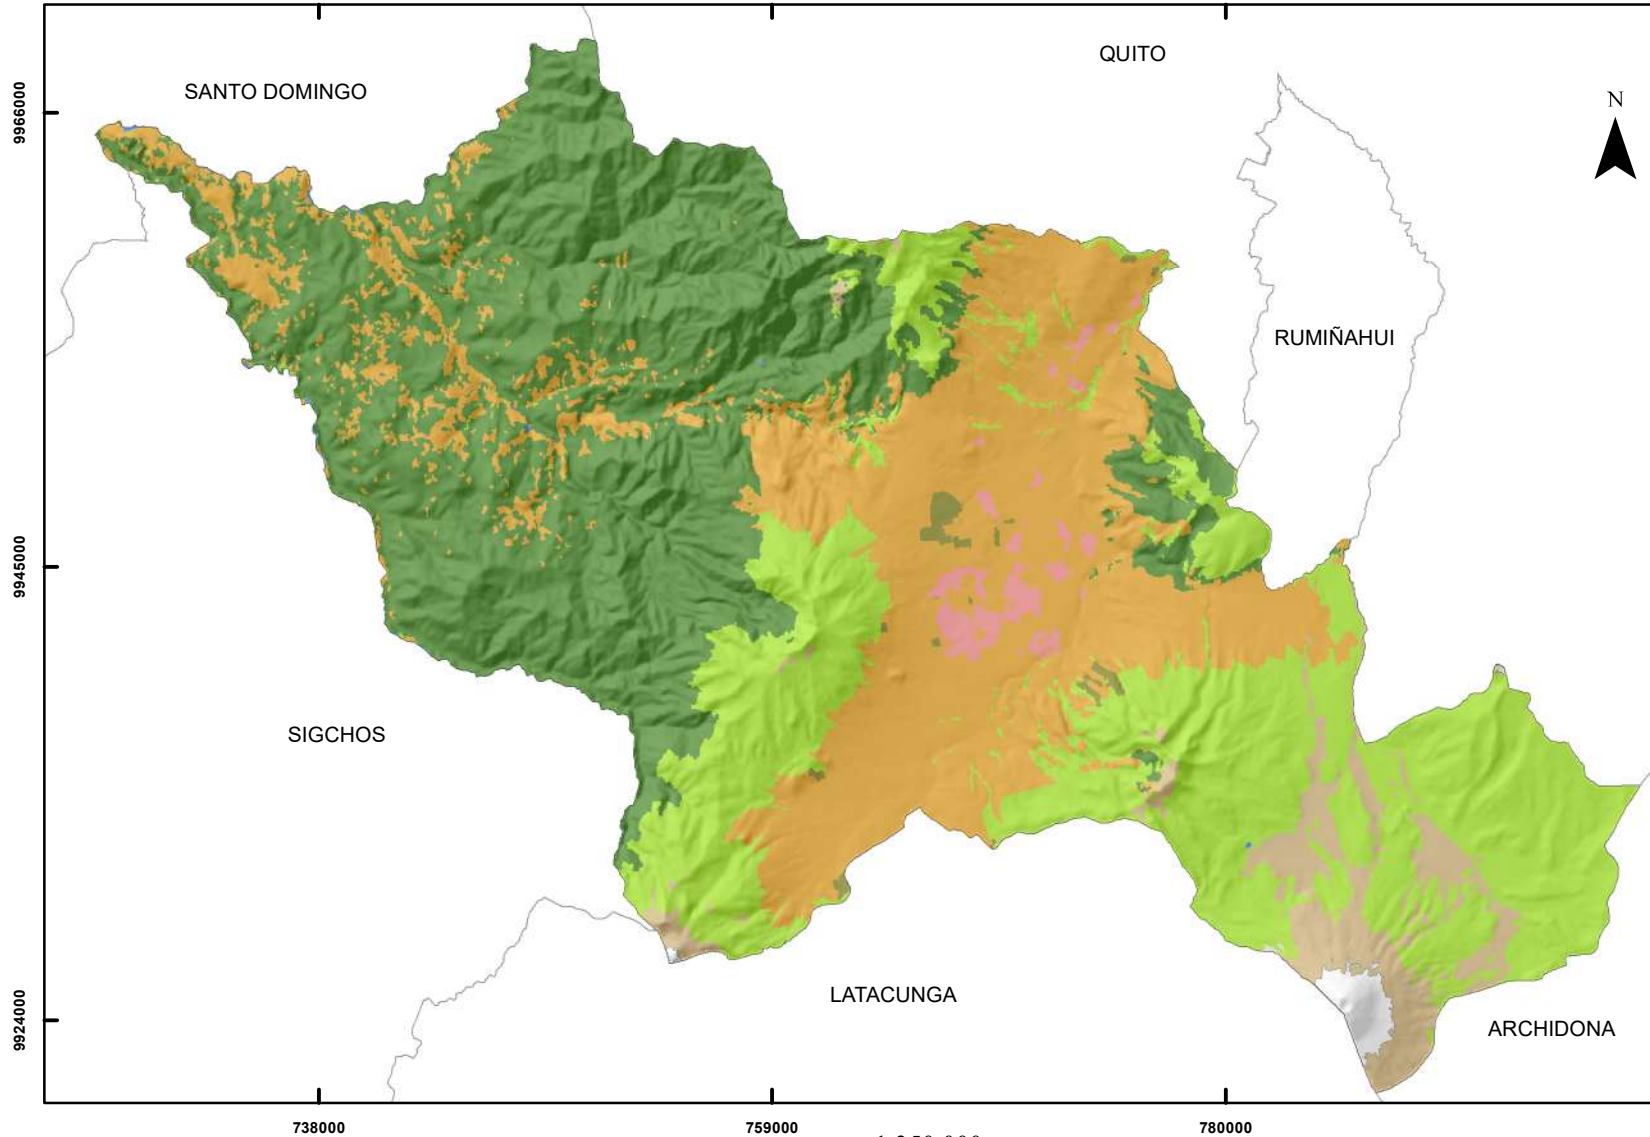 QUITO
SANTO DOMINGO
N
9966000
RUMIÑAHUI
9945000
SIGCHOS
LATACUNGA
ARCHIDONA
9924000
738000
759000
780000